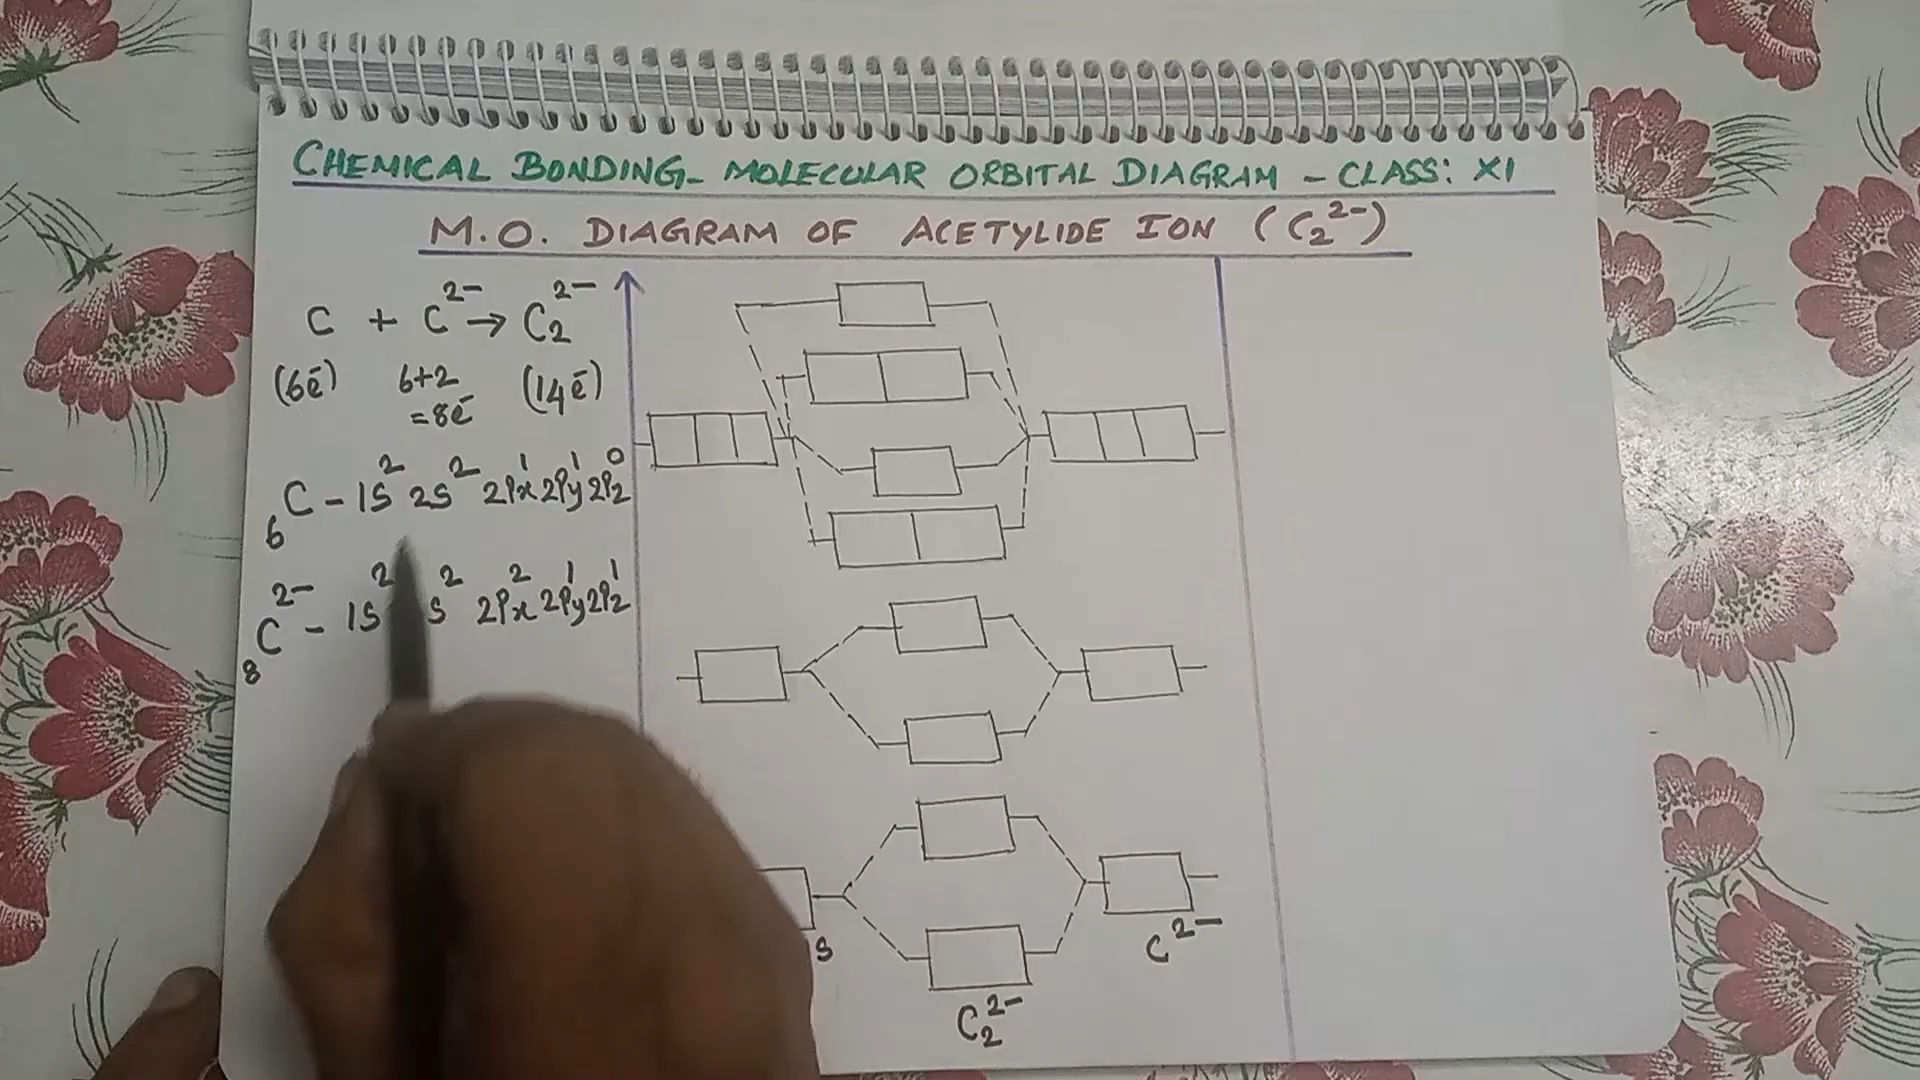 CHEMICAL BONDING- MOLECULAR ORBITAL DIAGRAM - CLASS: XI
M.O. DIAGRAM OF ACETYLIDE ION (C₂²⁻)
C + C²⁻ → C₂²⁻
(6ē) 6+2 (14ē)
=8ē
₆C - 1S² 2S² 2Px¹ 2Py¹ 2Pz⁰
₈C²⁻ - 1S² S² 2Px² 2Py¹ 2Pz¹
S
C²⁻
C₂²⁻